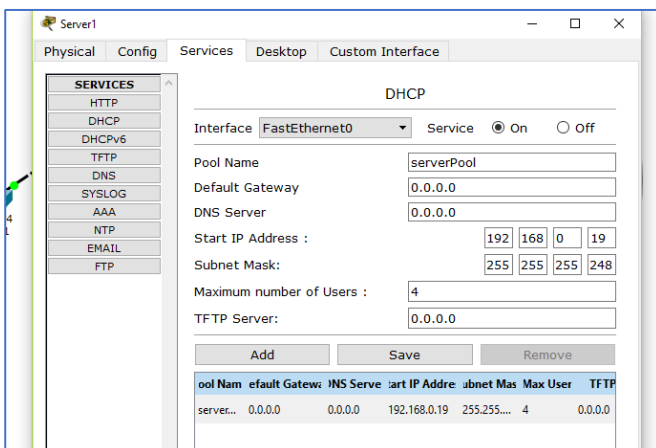 Server1
Physical Config Services Desktop Custom Interface
SERVICES
HTTP
DHCP
DHCPv6
TFTP
DNS
SYSLOG
AAA
NTP
EMAIL
FTP
DHCP
Interface FastEthernet0 Service On Off
Pool Name serverPool
Default Gateway 0.0.0.0
DNS Server 0.0.0.0
Start IP Address : 192 168 0 19
Subnet Mask: 255 255 255 248
Maximum number of Users : 4
TFTP Server: 0.0.0.0
Add Save Remove
ool Nam efault Gatewa DNS Serve tart IP Addre ubnet Mas Max User TFTP
server... 0.0.0.0 0.0.0.0 192.168.0.19 255.255.... 4 0.0.0.0
4
1